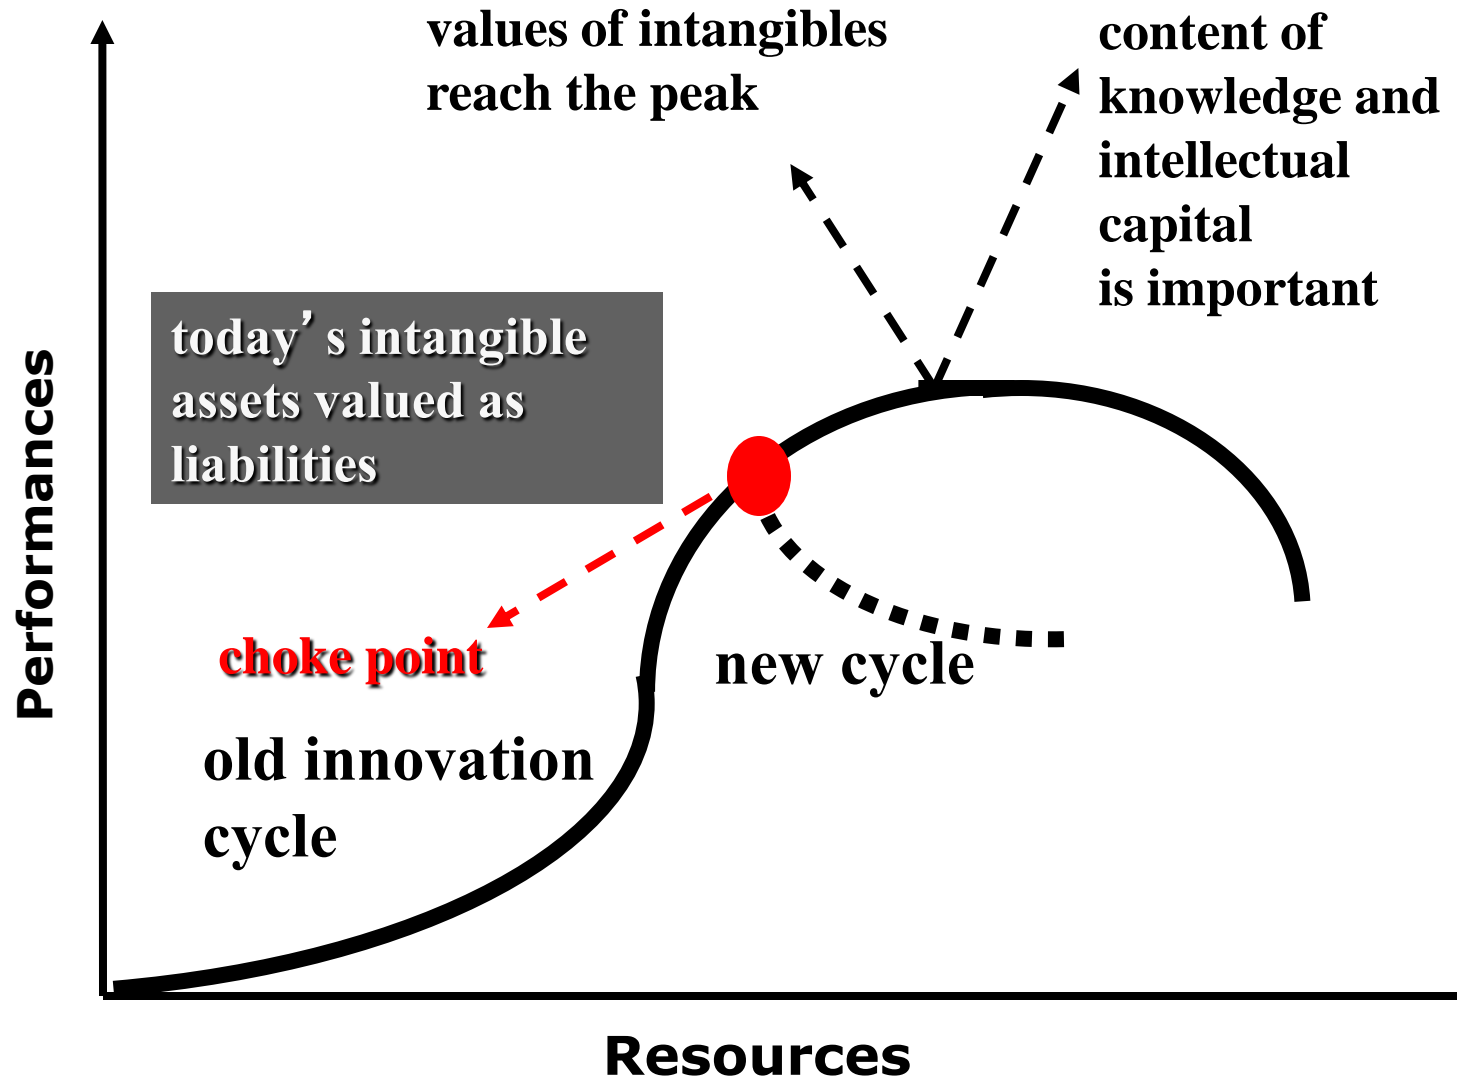 values of intangibles
reach the peak
content of
knowledge and
intellectual
capital
is important
today’s intangible
assets valued as
liabilities
choke point
new cycle
old innovation
cycle
Performances
Resources